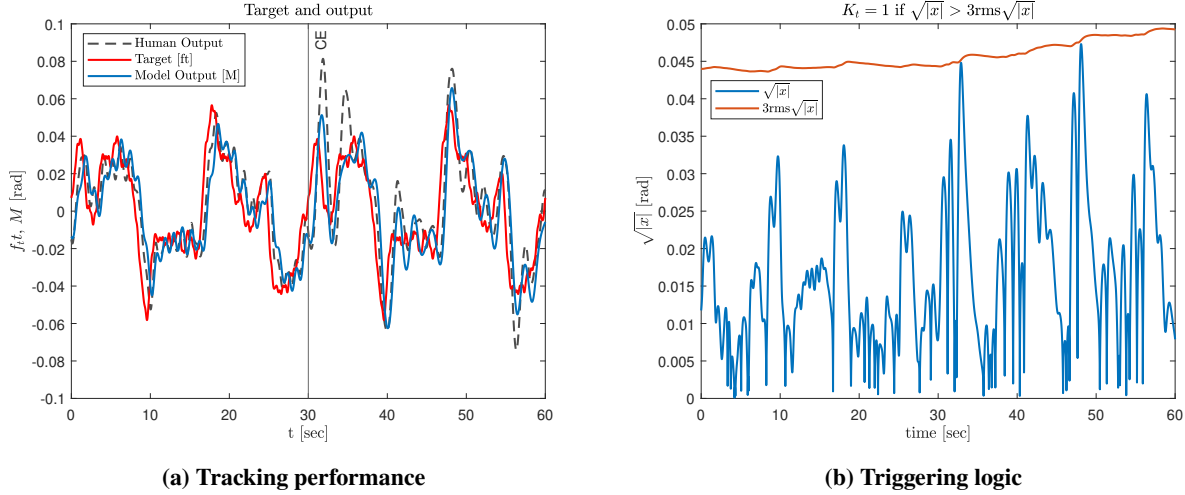 Target and output
0.1
0.08
0.06
0.04
0.02
0
-0.02
-0.04
-0.06
-0.08
-0.1
f_t t, M [rad]
Human Output
Target [ft]
Model Output [M]
CE
0 10 20 30 40 50 60
t [sec]
(a) Tracking performance
K_t = 1 if √|x| > 3rms√|x|
0.05
0.045
0.04
0.035
0.03
0.025
0.02
0.015
0.01
0.005
0
√|x| [rad]
√|x|
3rms√|x|
0 10 20 30 40 50 60
time [sec]
(b) Triggering logic